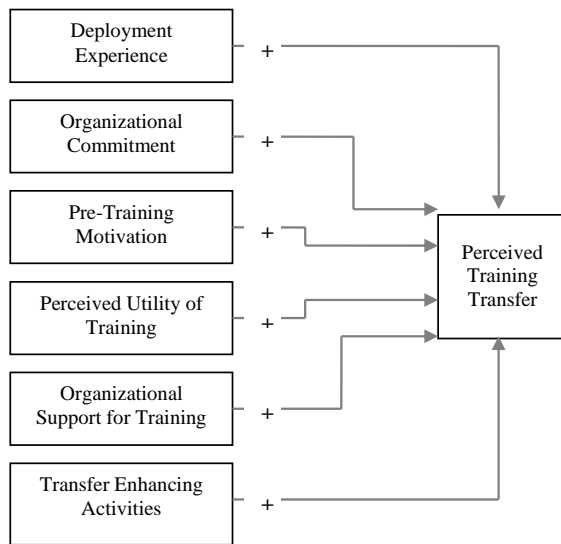 Deployment
Experience
+
Organizational
Commitment
+
Pre-Training
Motivation
+
Perceived
Training
Transfer
Perceived Utility of
Training
+
Organizational
Support for Training
+
Transfer Enhancing
Activities
+